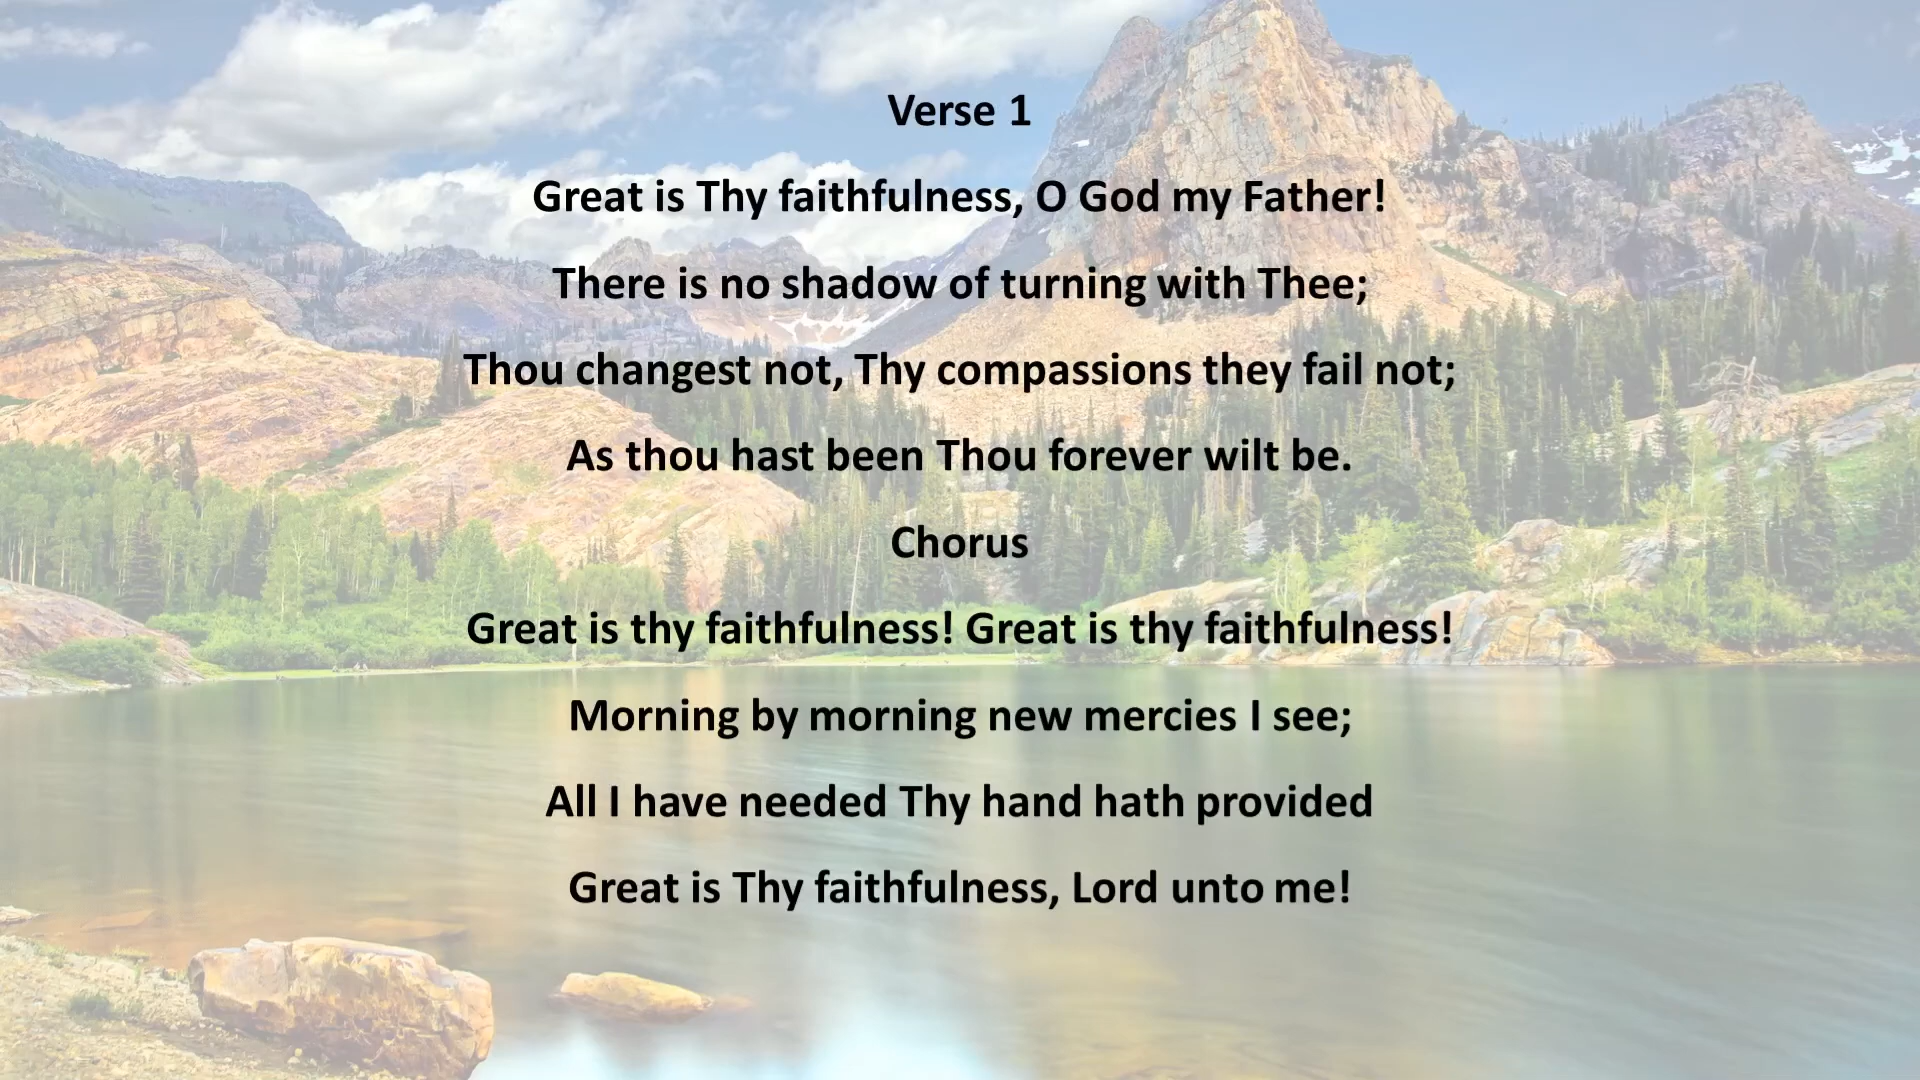 Verse 1
Great is Thy faithfulness, O God my Father!
There is no shadow of turning with Thee;
Thou changest not, Thy compassions they fail not;
As thou hast been Thou forever wilt be.
Chorus
Great is thy faithfulness! Great is thy faithfulness!
Morning by morning new mercies I see;
All I have needed Thy hand hath provided
Great is Thy faithfulness, Lord unto me!